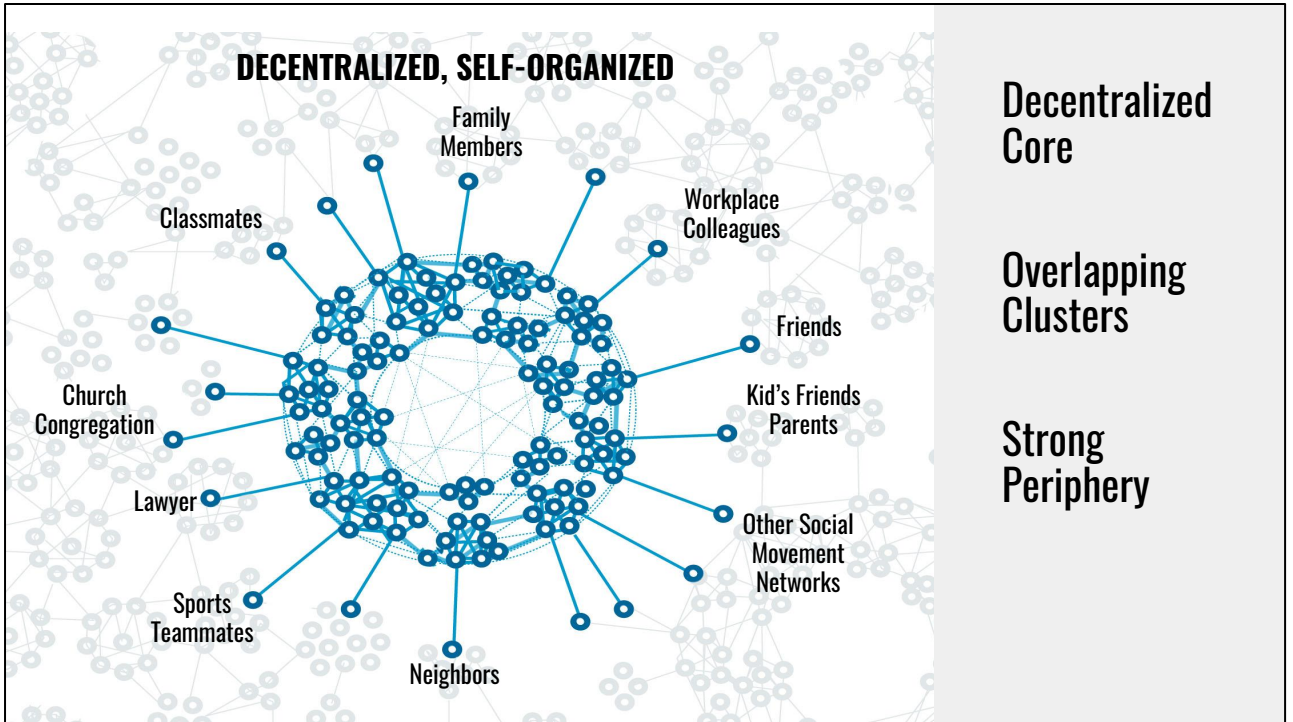 DECENTRALIZED, SELF-ORGANIZED
Family
Members
Classmates
Workplace
Colleagues
Friends
Church
Congregation
Kid's Friends
Parents
Lawyer
Other Social
Movement
Networks
Sports
Teammates
Neighbors
Decentralized
Core
Overlapping
Clusters
Strong
Periphery